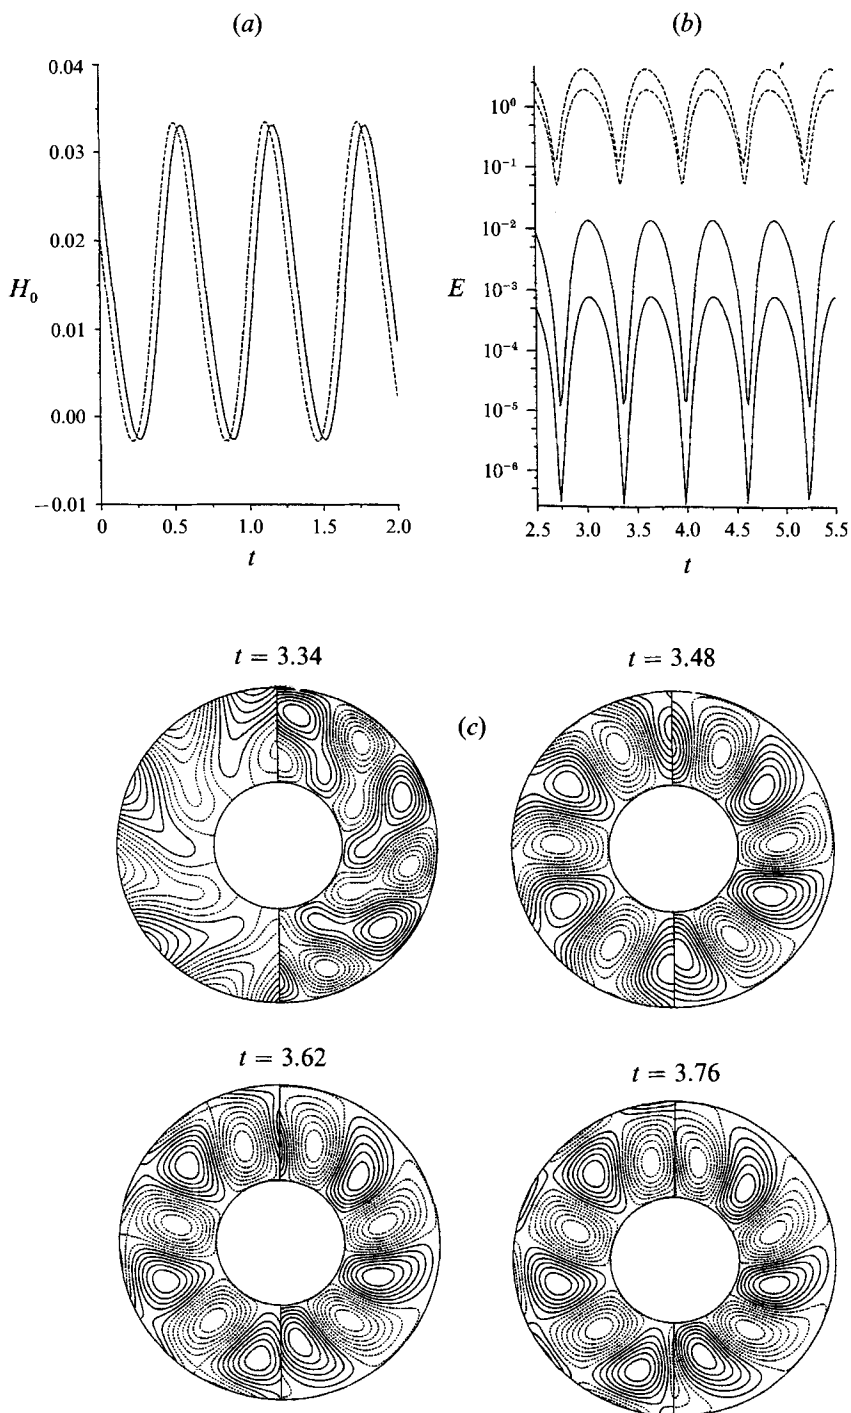 (a)
(b)
0.04
0.03
0.02
H₀
0.01
0.00
−0.01
0
0.5
1.0
1.5
2.0
t
10⁰
10⁻¹
10⁻²
E
10⁻³
10⁻⁴
10⁻⁵
10⁻⁶
2.5
3.0
3.5
4.0
4.5
5.0
5.5
t
t = 3.34
t = 3.48
(c)
t = 3.62
t = 3.76